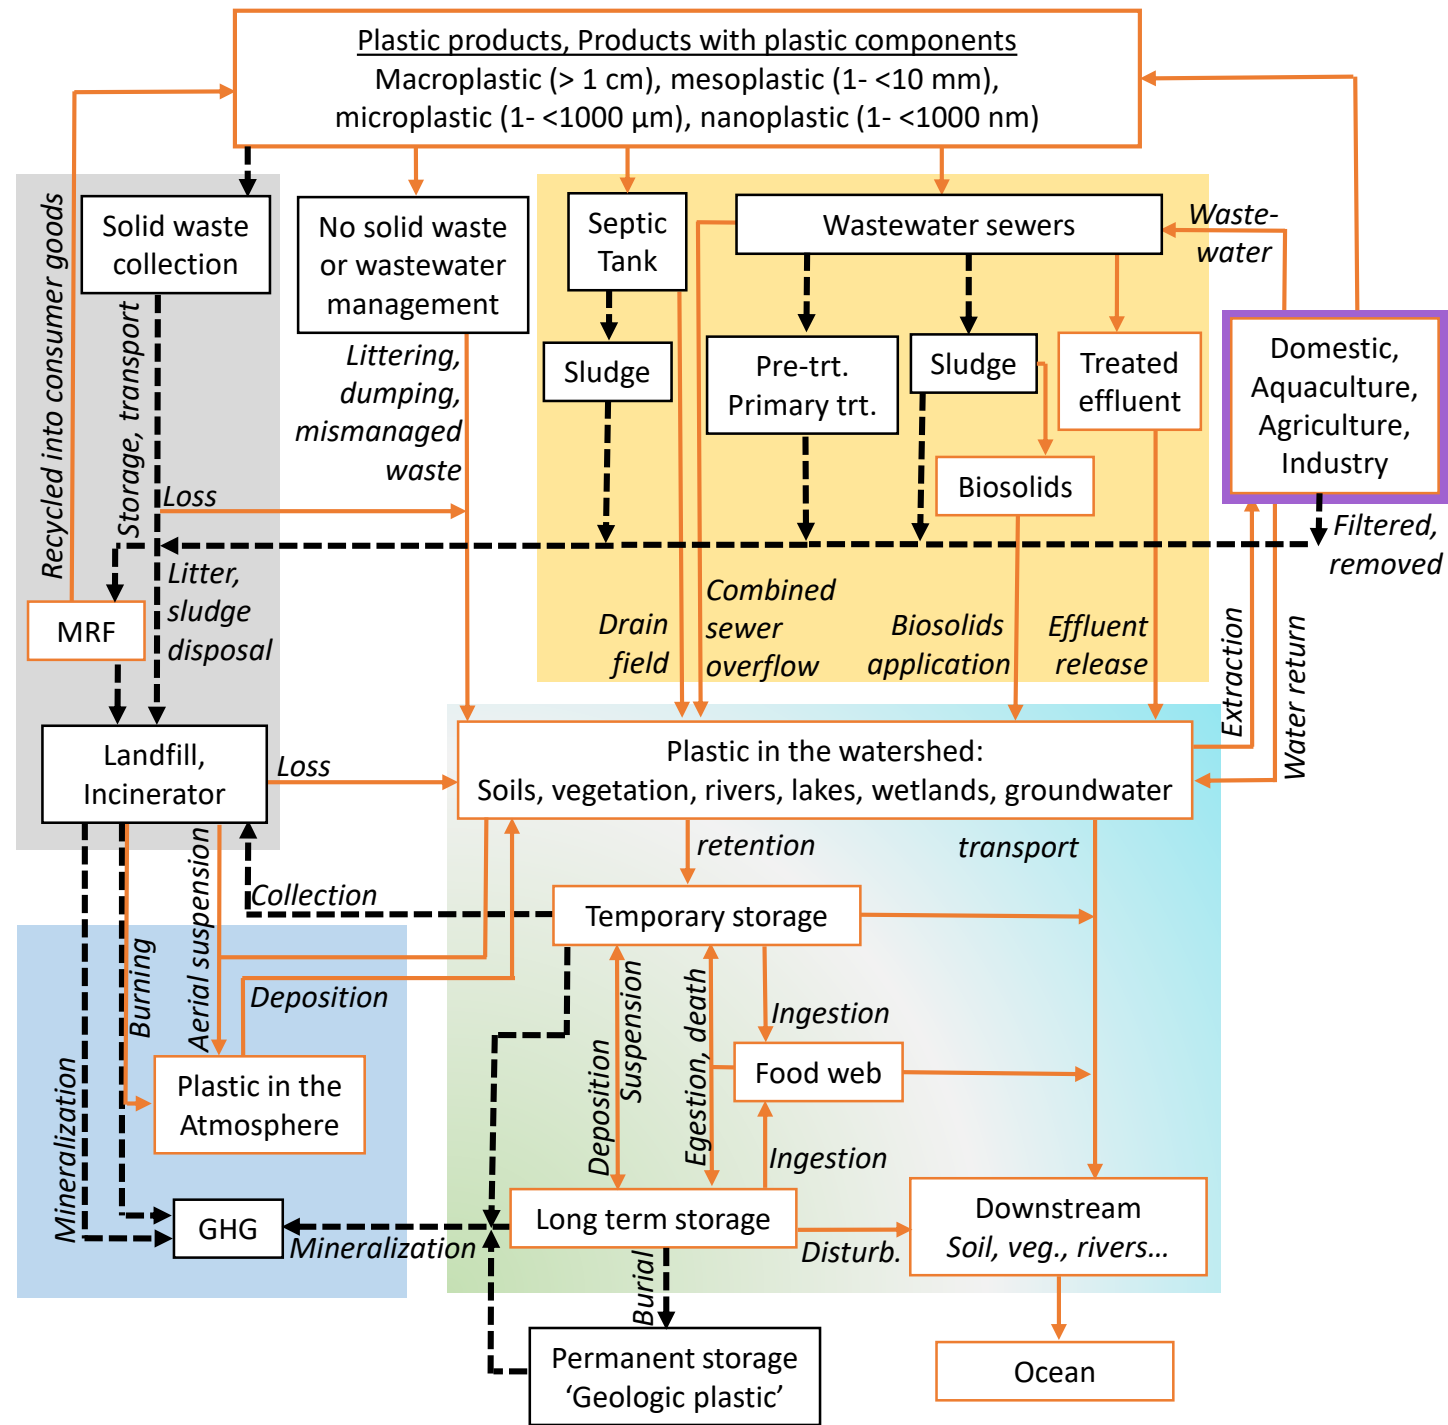 Plastic products, Products with plastic components
Macroplastic (> 1 cm), mesoplastic (1- <10 mm),
microplastic (1- <1000 µm), nanoplastic (1- <1000 nm)
Recycled into consumer goods
Solid waste
collection
No solid waste
or wastewater
management
Septic
Tank
Wastewater sewers
Waste-
water
Storage, transport
Littering,
dumping,
mismanaged
waste
Sludge
Pre-trt.
Primary trt.
Sludge
Treated
effluent
Domestic,
Aquaculture,
Agriculture,
Industry
Biosolids
Loss
Filtered,
removed
Litter,
sludge
disposal
MRF
Drain
field
Combined
sewer
overflow
Biosolids
application
Effluent
release
Extraction
Water return
Landfill,
Incinerator
Loss
Plastic in the watershed:
Soils, vegetation, rivers, lakes, wetlands, groundwater
retention
transport
Collection
Temporary storage
Mineralization
Burning
Aerial suspension
Deposition
Deposition
Suspension
Egestion, death
Ingestion
Food web
Plastic in the
Atmosphere
Ingestion
GHG
Mineralization
Long term storage
Disturb.
Downstream
Soil, veg., rivers…
Burial
Permanent storage
‘Geologic plastic’
Ocean